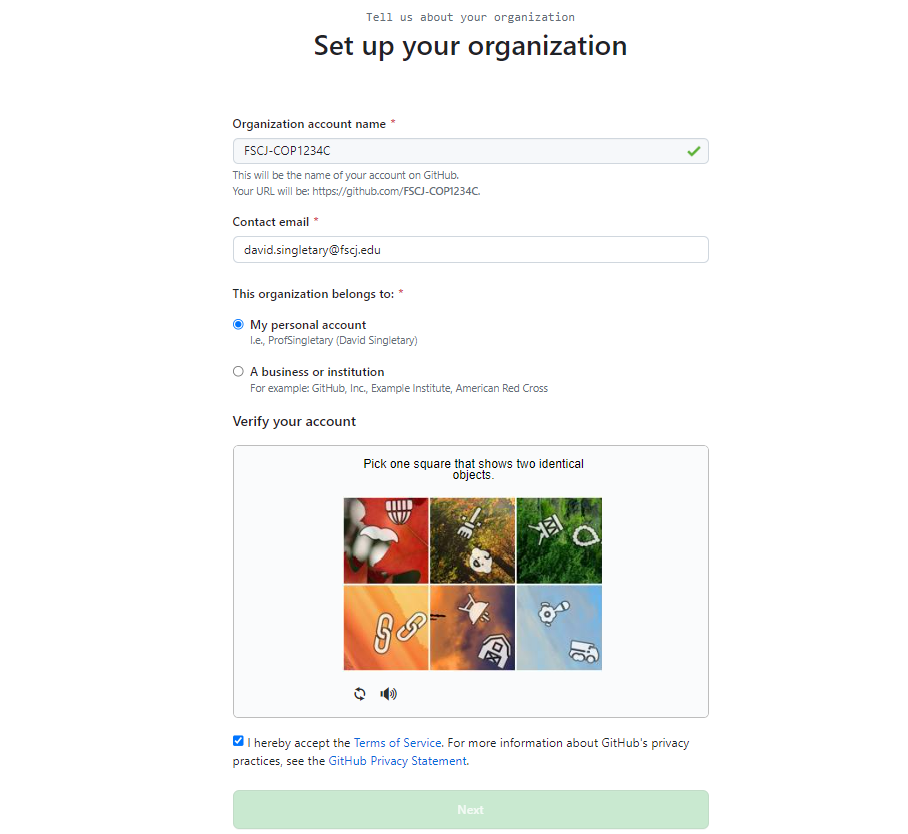 Tell us about your organization
Set up your organization
Organization account name *
FSCJ-COP1234C
This will be the name of your account on GitHub.
Your URL will be: https://github.com/FSCJ-COP1234C.
Contact email *
david.singletary@fscj.edu
This organization belongs to: *
My personal account
I.e., ProfSingletary (David Singletary)
A business or institution
For example: GitHub, Inc., Example Institute, American Red Cross
Verify your account
Pick one square that shows two identical
objects.
I hereby accept the Terms of Service. For more information about GitHub's privacy
practices, see the GitHub Privacy Statement.
Next